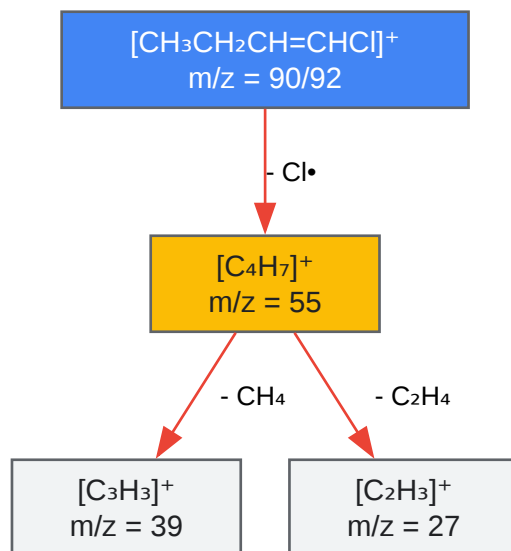 [CH₃CH₂CH=CHCl]⁺
m/z = 90/92
- Cl•
[C₄H₇]⁺
m/z = 55
- CH₄
- C₂H₄
[C₃H₃]⁺
m/z = 39
[C₂H₃]⁺
m/z = 27